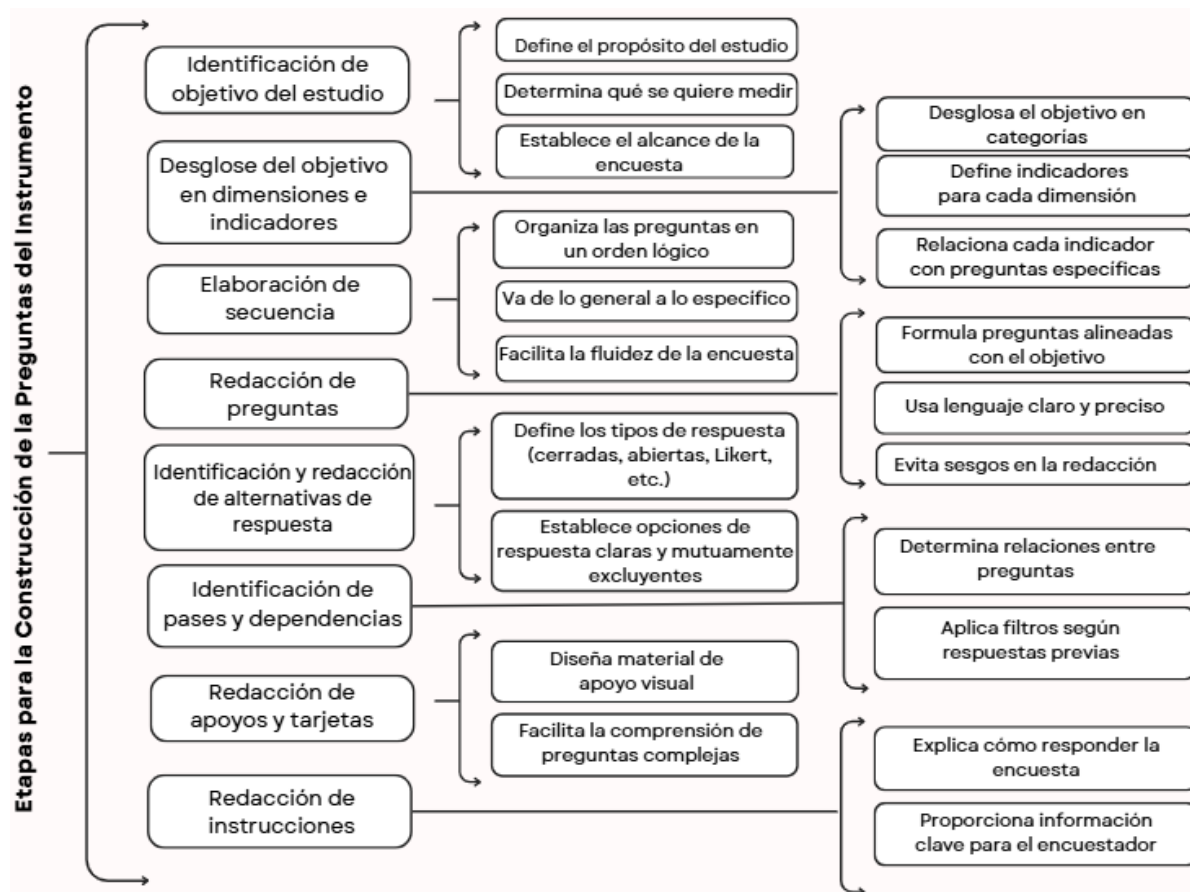 Etapas para la Construcción de la Preguntas del Instrumento
Identificación de
objetivo del estudio
Define el propósito del estudio
Determina qué se quiere medir
Establece el alcance de la
encuesta
Desglose del objetivo
en dimensiones e
indicadores
Desglosa el objetivo en
categorías
Define indicadores
para cada dimensión
Relaciona cada indicador
con preguntas específicas
Elaboración de
secuencia
Organiza las preguntas en
un orden lógico
Va de lo general a lo específico
Facilita la fluidez de la encuesta
Redacción de
preguntas
Formula preguntas alineadas
con el objetivo
Usa lenguaje claro y preciso
Evita sesgos en la redacción
Identificación y redacción
de alternativas de
respuesta
Define los tipos de respuesta
(cerradas, abiertas, Likert,
etc.)
Establece opciones de
respuesta claras y mutuamente
excluyentes
Identificación de
pases y dependencias
Determina relaciones entre
preguntas
Aplica filtros según
respuestas previas
Redacción de
apoyos y tarjetas
Diseña material de
apoyo visual
Facilita la comprensión de
preguntas complejas
Redacción de
instrucciones
Explica cómo responder la
encuesta
Proporciona información
clave para el encuestador